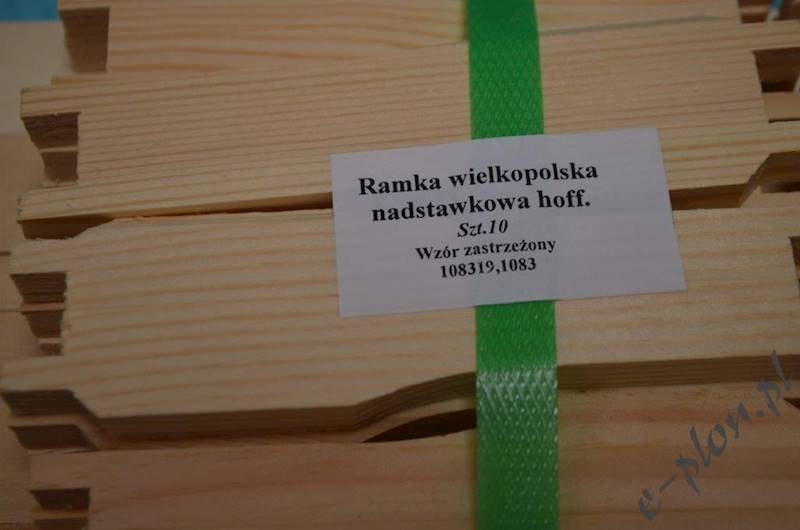 Ramka wielkopolska
nadstawkowa hoff.
Szt.10
Wzór zastrzeżony
108319,1083
e-plon.pl